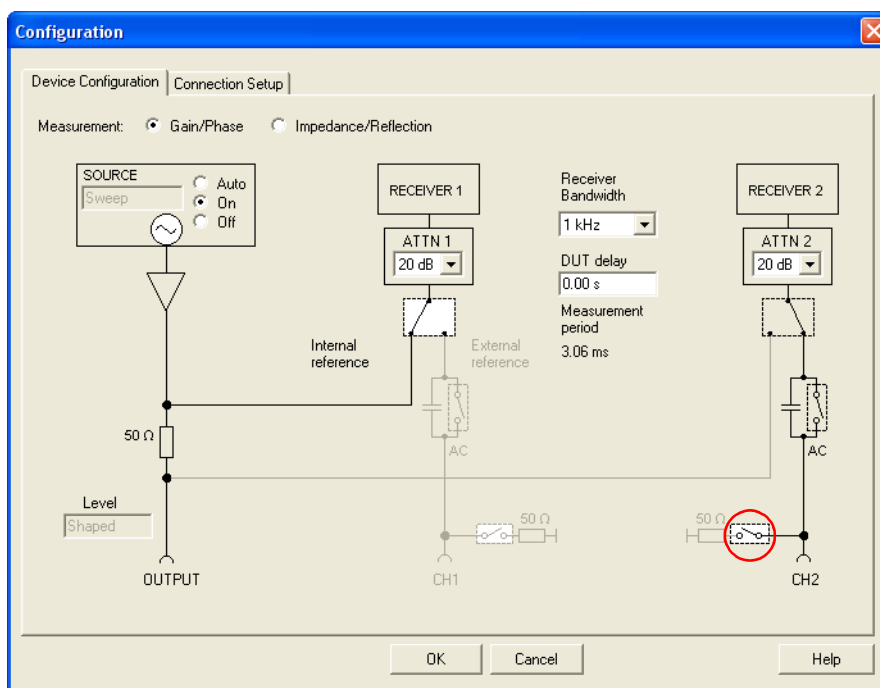 Configuration
Device Configuration
Connection Setup
Measurement:
Gain/Phase
Impedance/Reflection
SOURCE
Sweep
Auto
On
Off
RECEIVER 1
ATTN 1
20 dB
Receiver
Bandwidth
1 kHz
DUT delay
0.00 s
Measurement
period
3.06 ms
RECEIVER 2
ATTN 2
20 dB
Internal
reference
External
reference
50 Ω
AC
AC
Level
Shaped
50 Ω
50 Ω
OUTPUT
CH1
CH2
OK
Cancel
Help